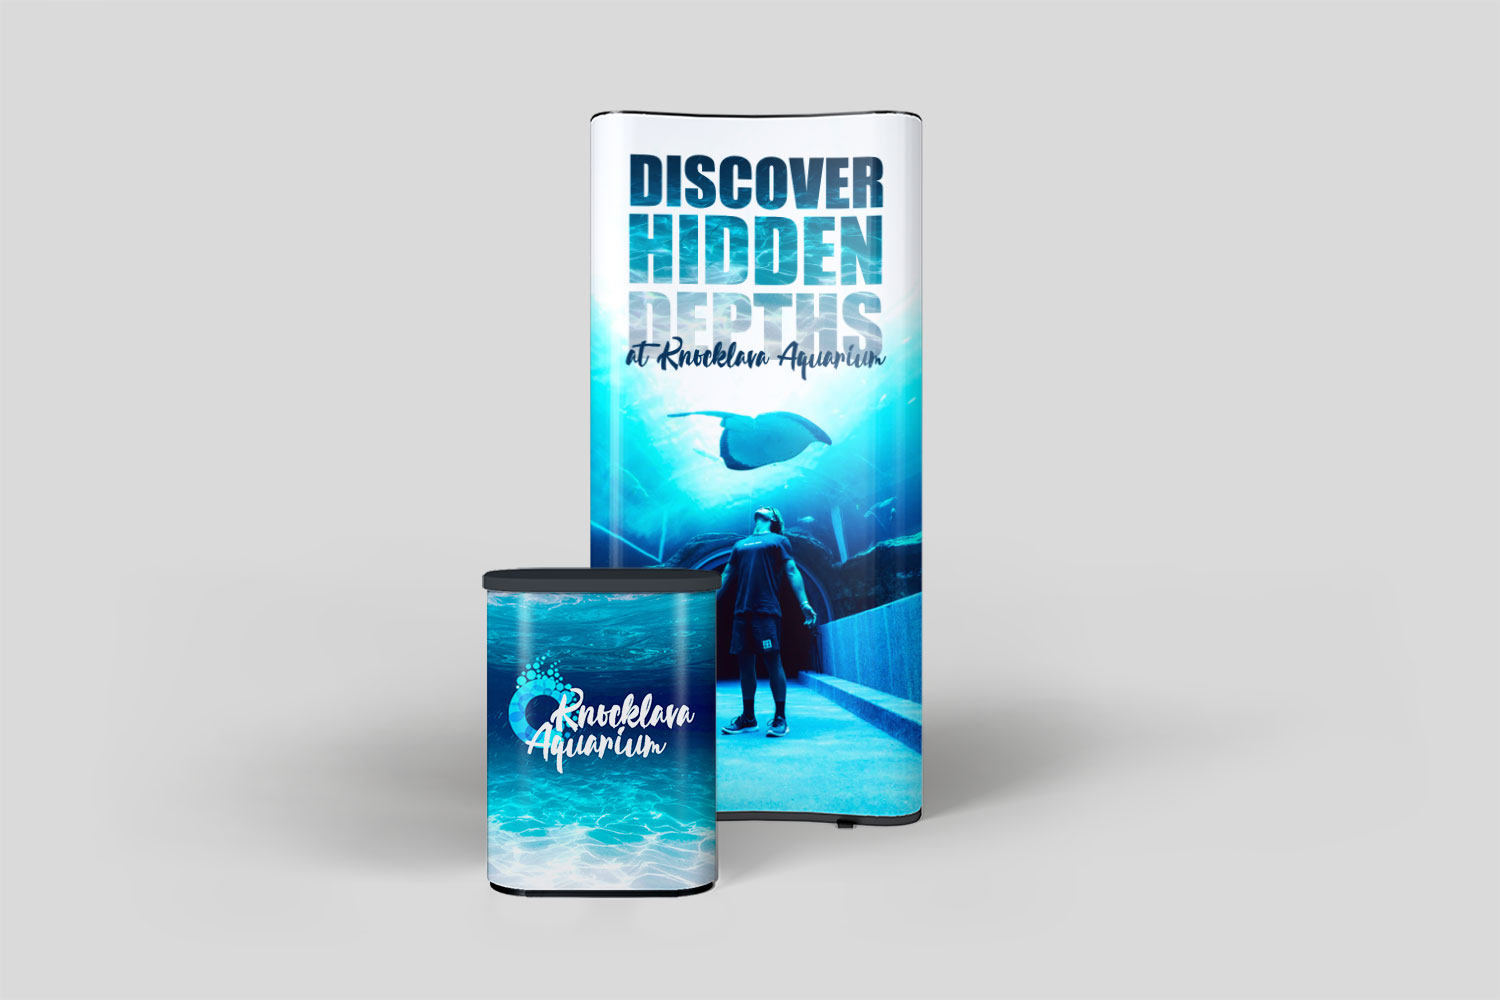 DISCOVER
HIDDEN
DEPTHS
at Knocklava Aquarium
Knocklava
Aquarium